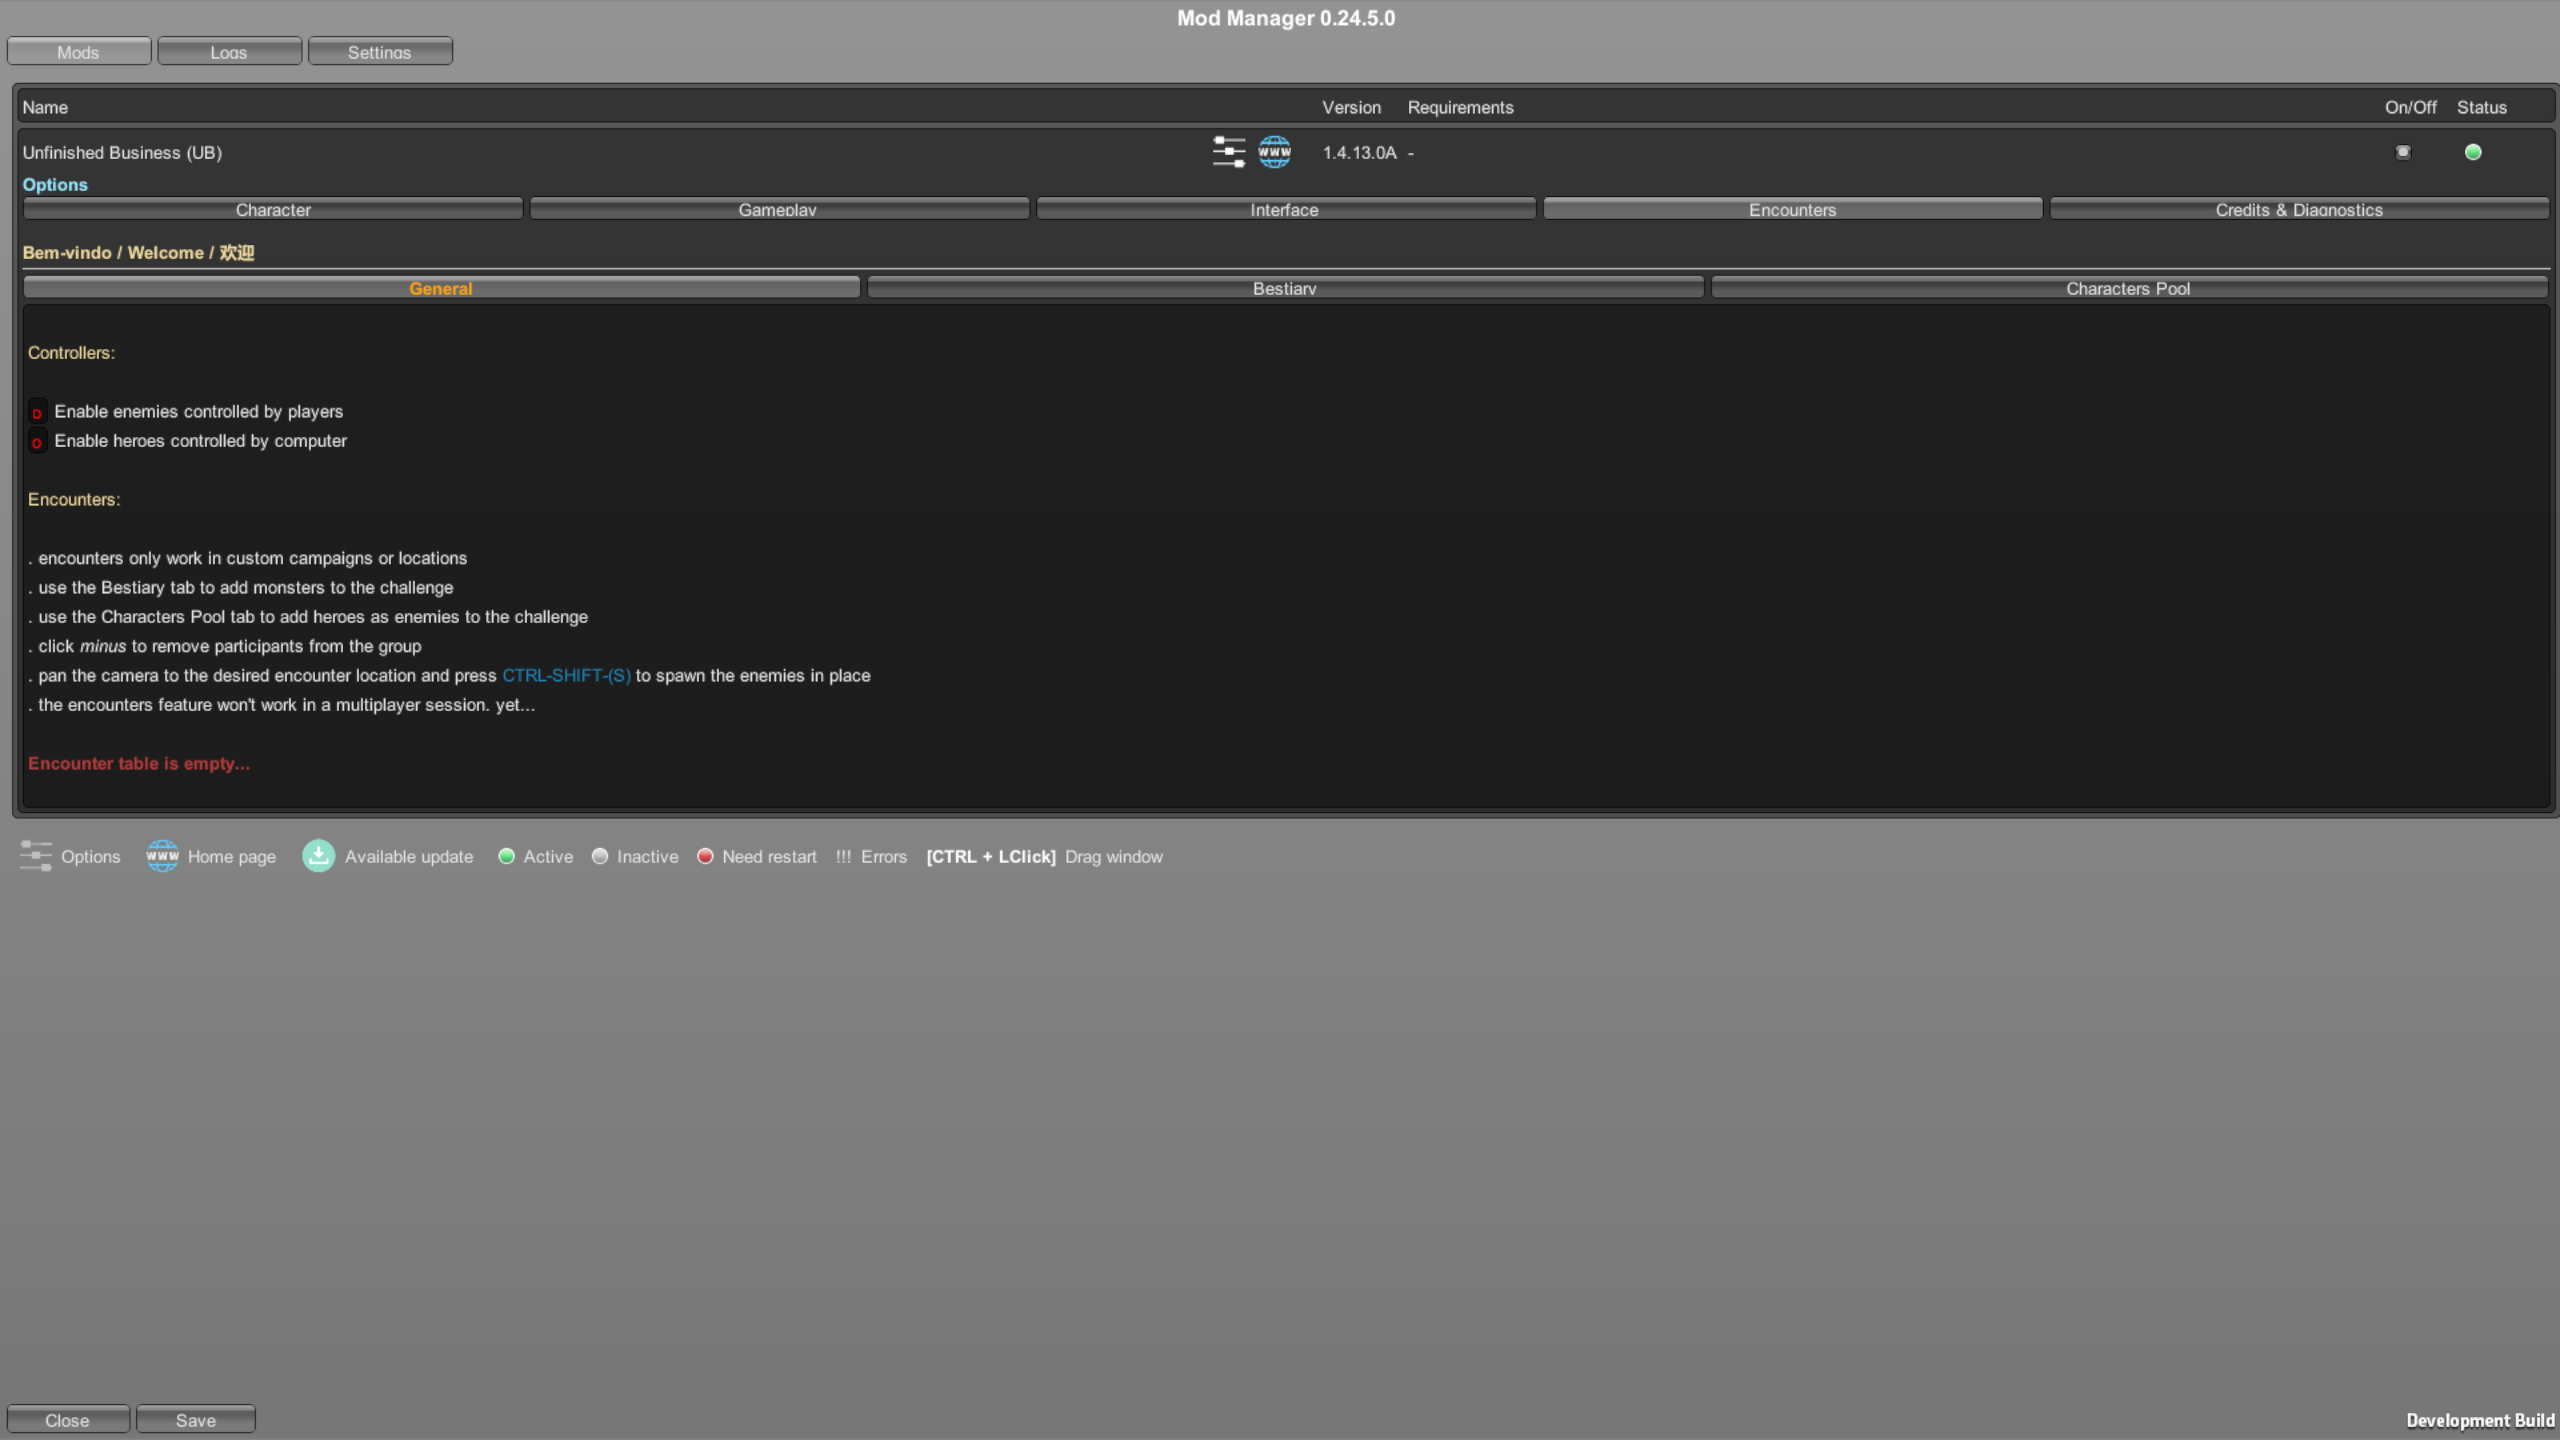 Mod Manager 0.24.5.0
Mods Logs Settings
Name Version Requirements On/Off Status
Unfinished Business (UB) www 1.4.13.0A - 
Options
Character Gameplay Interface Encounters Credits & Diagnostics
Bem-vindo / Welcome / 欢迎
General Bestiary Characters Pool
Controllers:
Enable enemies controlled by players
Enable heroes controlled by computer
Encounters:
. encounters only work in custom campaigns or locations
. use the Bestiary tab to add monsters to the challenge
. use the Characters Pool tab to add heroes as enemies to the challenge
. click minus to remove participants from the group
. pan the camera to the desired encounter location and press CTRL-SHIFT-(S) to spawn the enemies in place
. the encounters feature won't work in a multiplayer session. yet...
Encounter table is empty...
Options www Home page Available update Active Inactive Need restart !!! Errors [CTRL + LClick] Drag window
Close Save Development Build